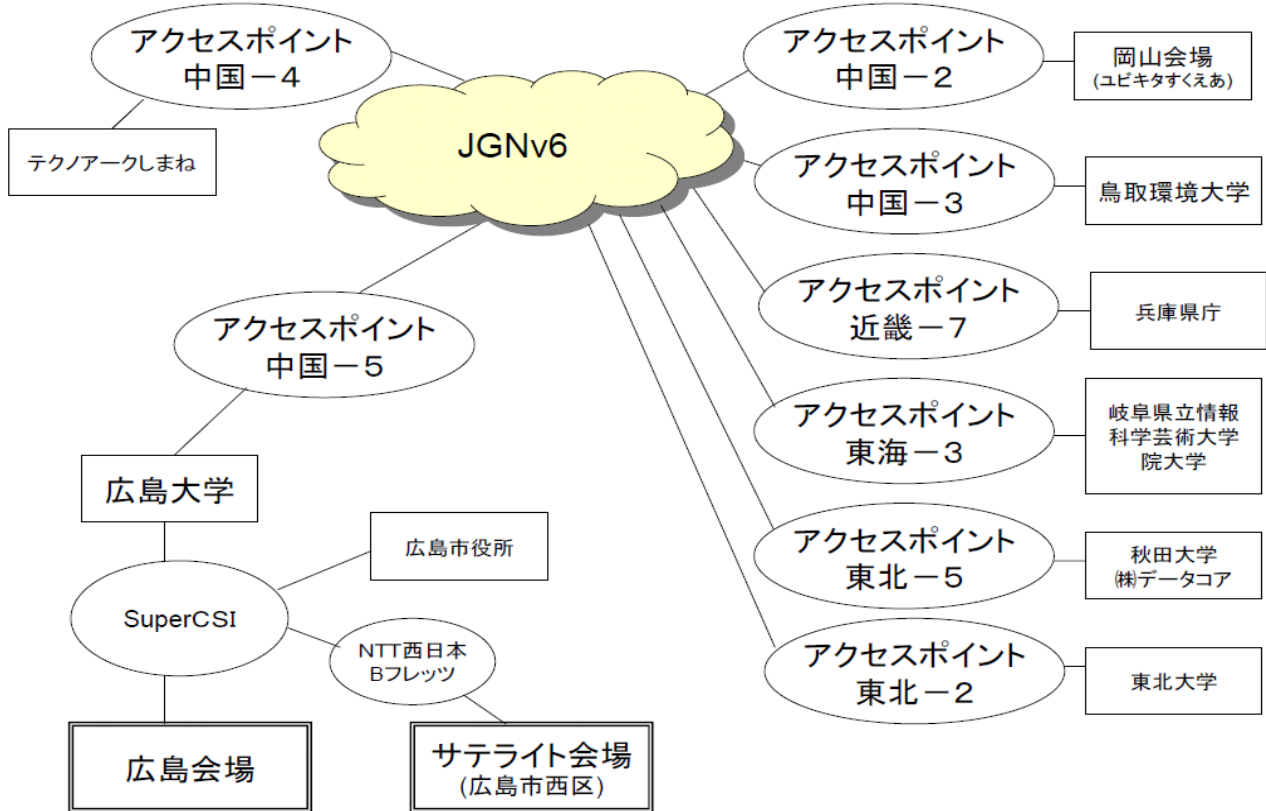 アクセスポイント
中国－4
アクセスポイント
中国－2
岡山会場
(ユビキタすくえあ)
JGNv6
テクノアークしまね
アクセスポイント
中国－3
鳥取環境大学
アクセスポイント
近畿－7
兵庫県庁
アクセスポイント
中国－5
アクセスポイント
東海－3
岐阜県立情報
科学芸術大学
院大学
広島大学
広島市役所
アクセスポイント
東北－5
秋田大学
㈱データコア
SuperCSI
NTT西日本
Bフレッツ
アクセスポイント
東北－2
東北大学
広島会場
サテライト会場
(広島市西区)